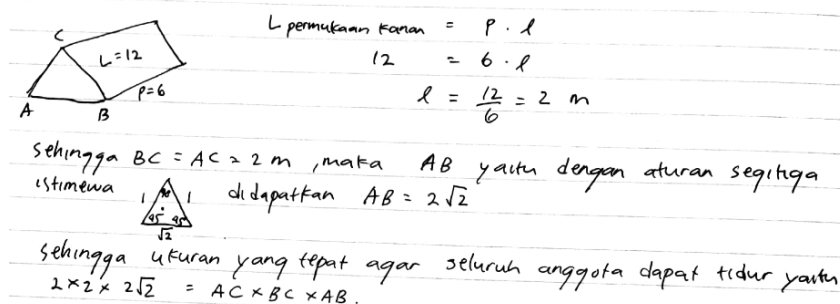 C
L=12
P=6
A
B
L permukaan kanan = P . l
12 = 6 . l
l = 12/6 = 2 m
sehingga BC = AC = 2 m , maka AB yaitu dengan aturan segitiga
istimewa 1 90 1 45 45 √2 didapatkan AB = 2√2
sehingga ukuran yang tepat agar seluruh anggota dapat tidur yaitu
2 × 2 × 2√2 = AC × BC × AB .